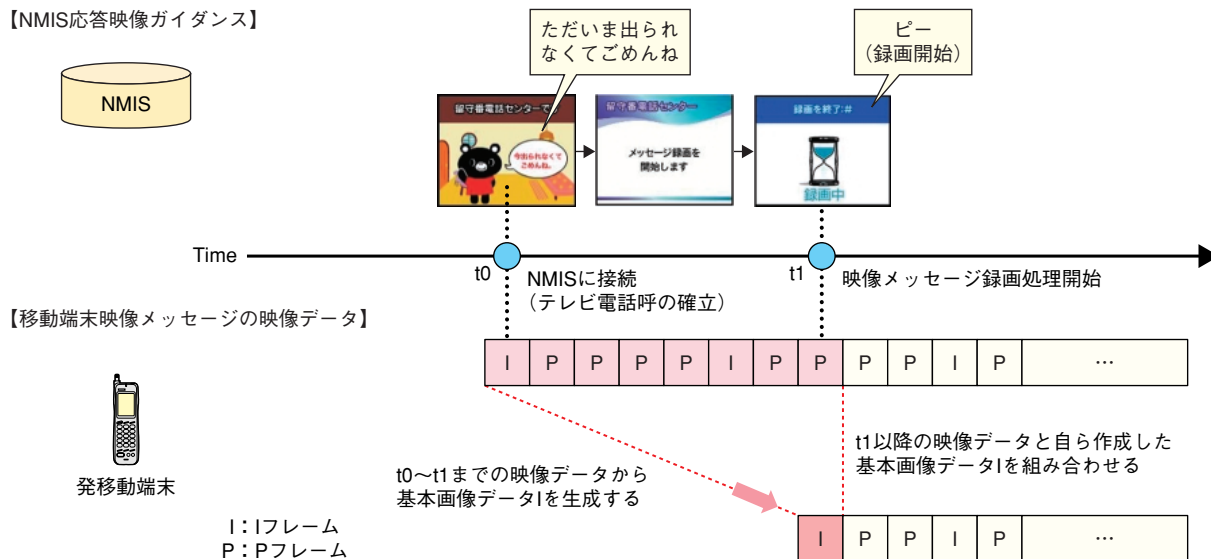 【NMIS応答映像ガイダンス】
NMIS
ただいま出られ
なくてごめんね
ピー
(録画開始)
留守番電話センターで
今出られなくて
ごめんね。
留守番電話センター
メッセージ録画を
開始します
録画を終了:#
録画中
Time
t0
NMISに接続
(テレビ電話呼の確立)
t1
映像メッセージ録画処理開始
【移動端末映像メッセージの映像データ】
I P P P P I P P P P I P …
発移動端末
t0〜t1までの映像データから
基本画像データIを生成する
t1以降の映像データと自ら作成した
基本画像データIを組み合わせる
I:Iフレーム
P:Pフレーム
I P P I P …